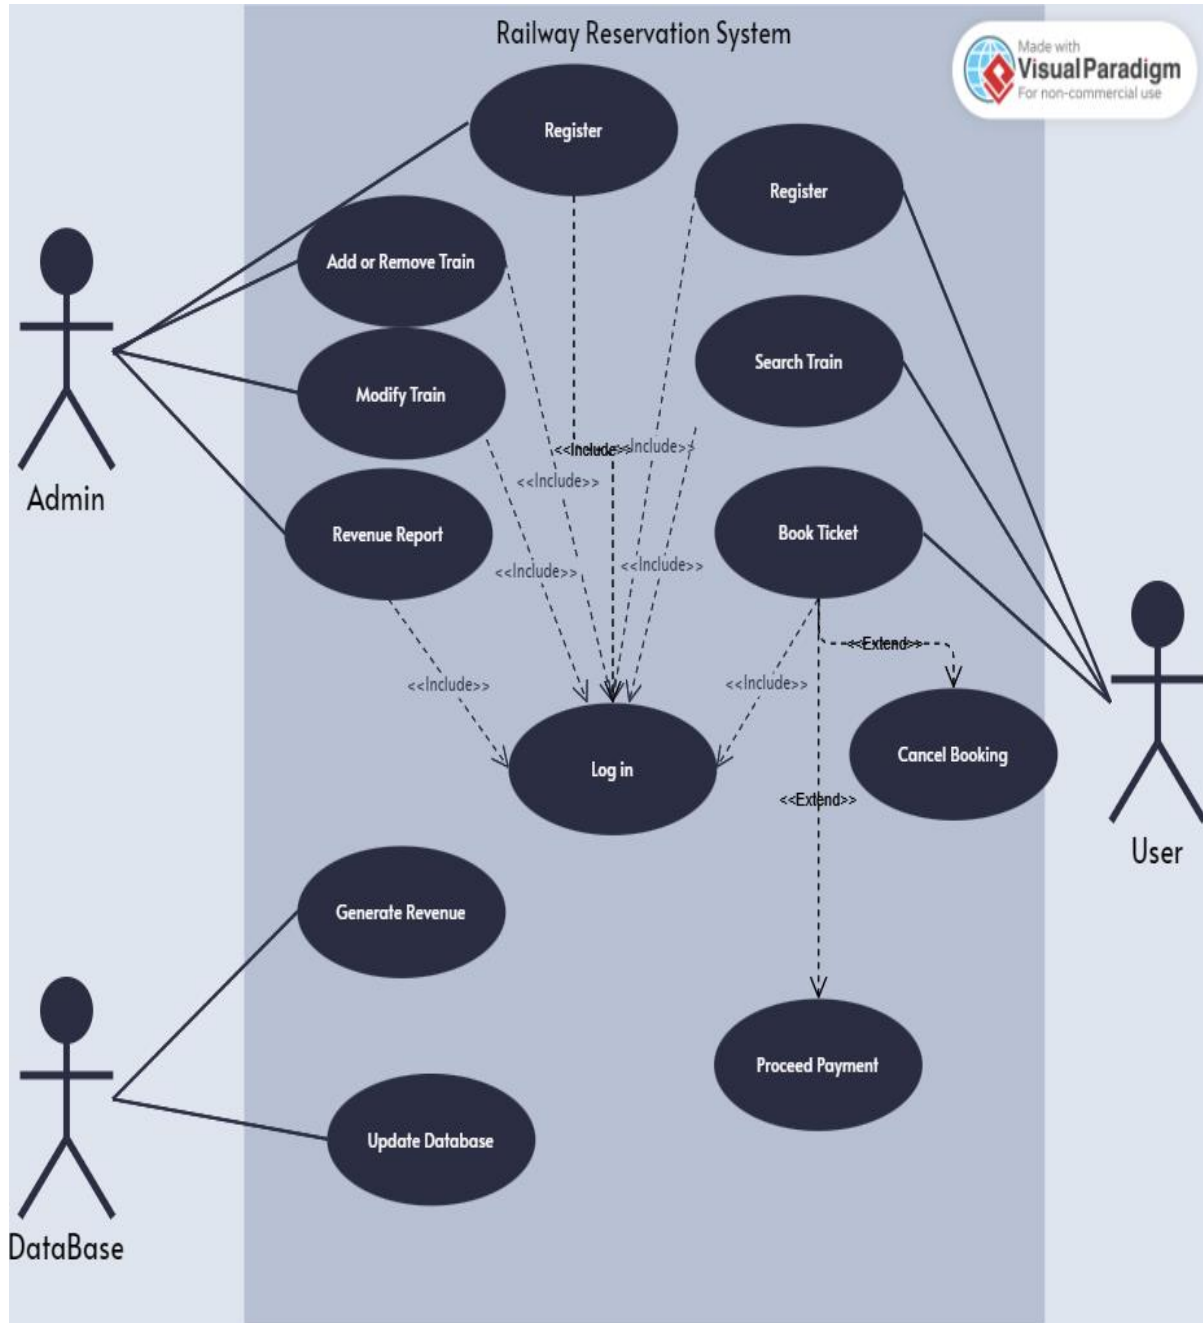 Railway Reservation System
Made with
Visual Paradigm
For non-commercial use
Register
Register
Add or Remove Train
Search Train
Modify Train
<<Include>>
<<Include>>
<<Include>>
Admin
Revenue Report
Book Ticket
<<Include>>
<<Include>>
<<Extend>>
<<Include>>
<<Include>>
Cancel Booking
Log in
<<Extend>>
User
Generate Revenue
Proceed Payment
Update Database
DataBase